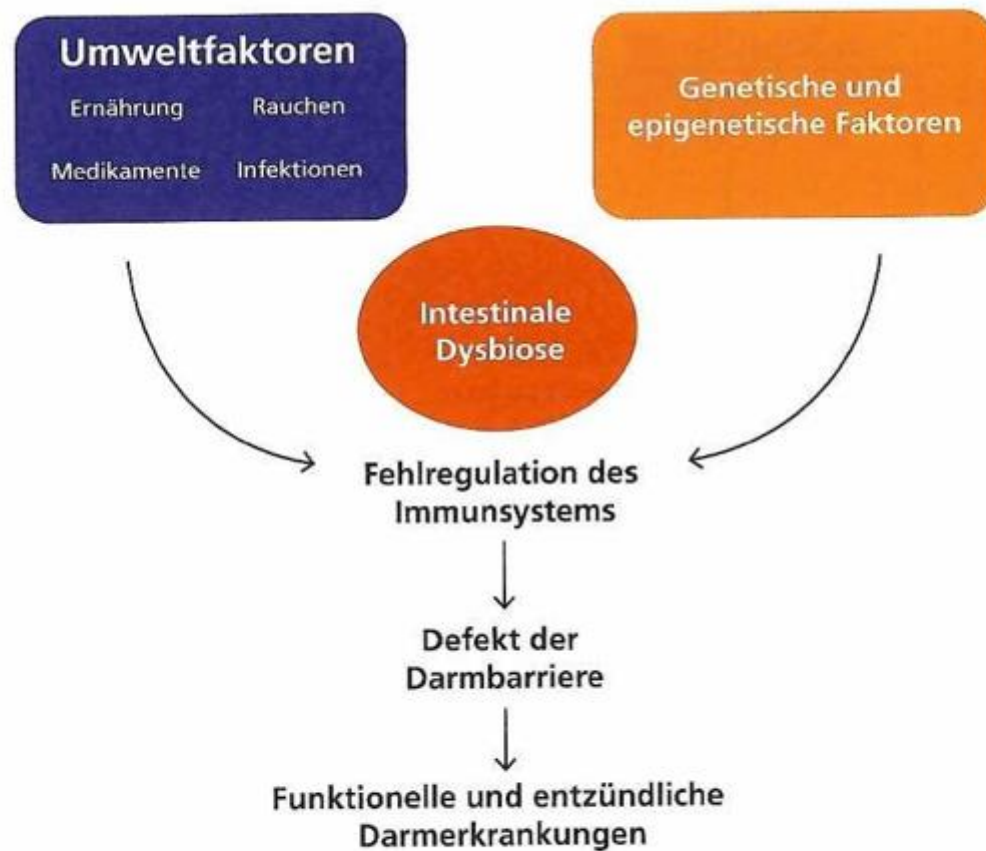 Umweltfaktoren
Ernährung Rauchen
Medikamente Infektionen
Genetische und
epigenetische Faktoren
Intestinale
Dysbiose
Fehlregulation des
Immunsystems
Defekt der
Darmbarriere
Funktionelle und entzündliche
Darmerkrankungen